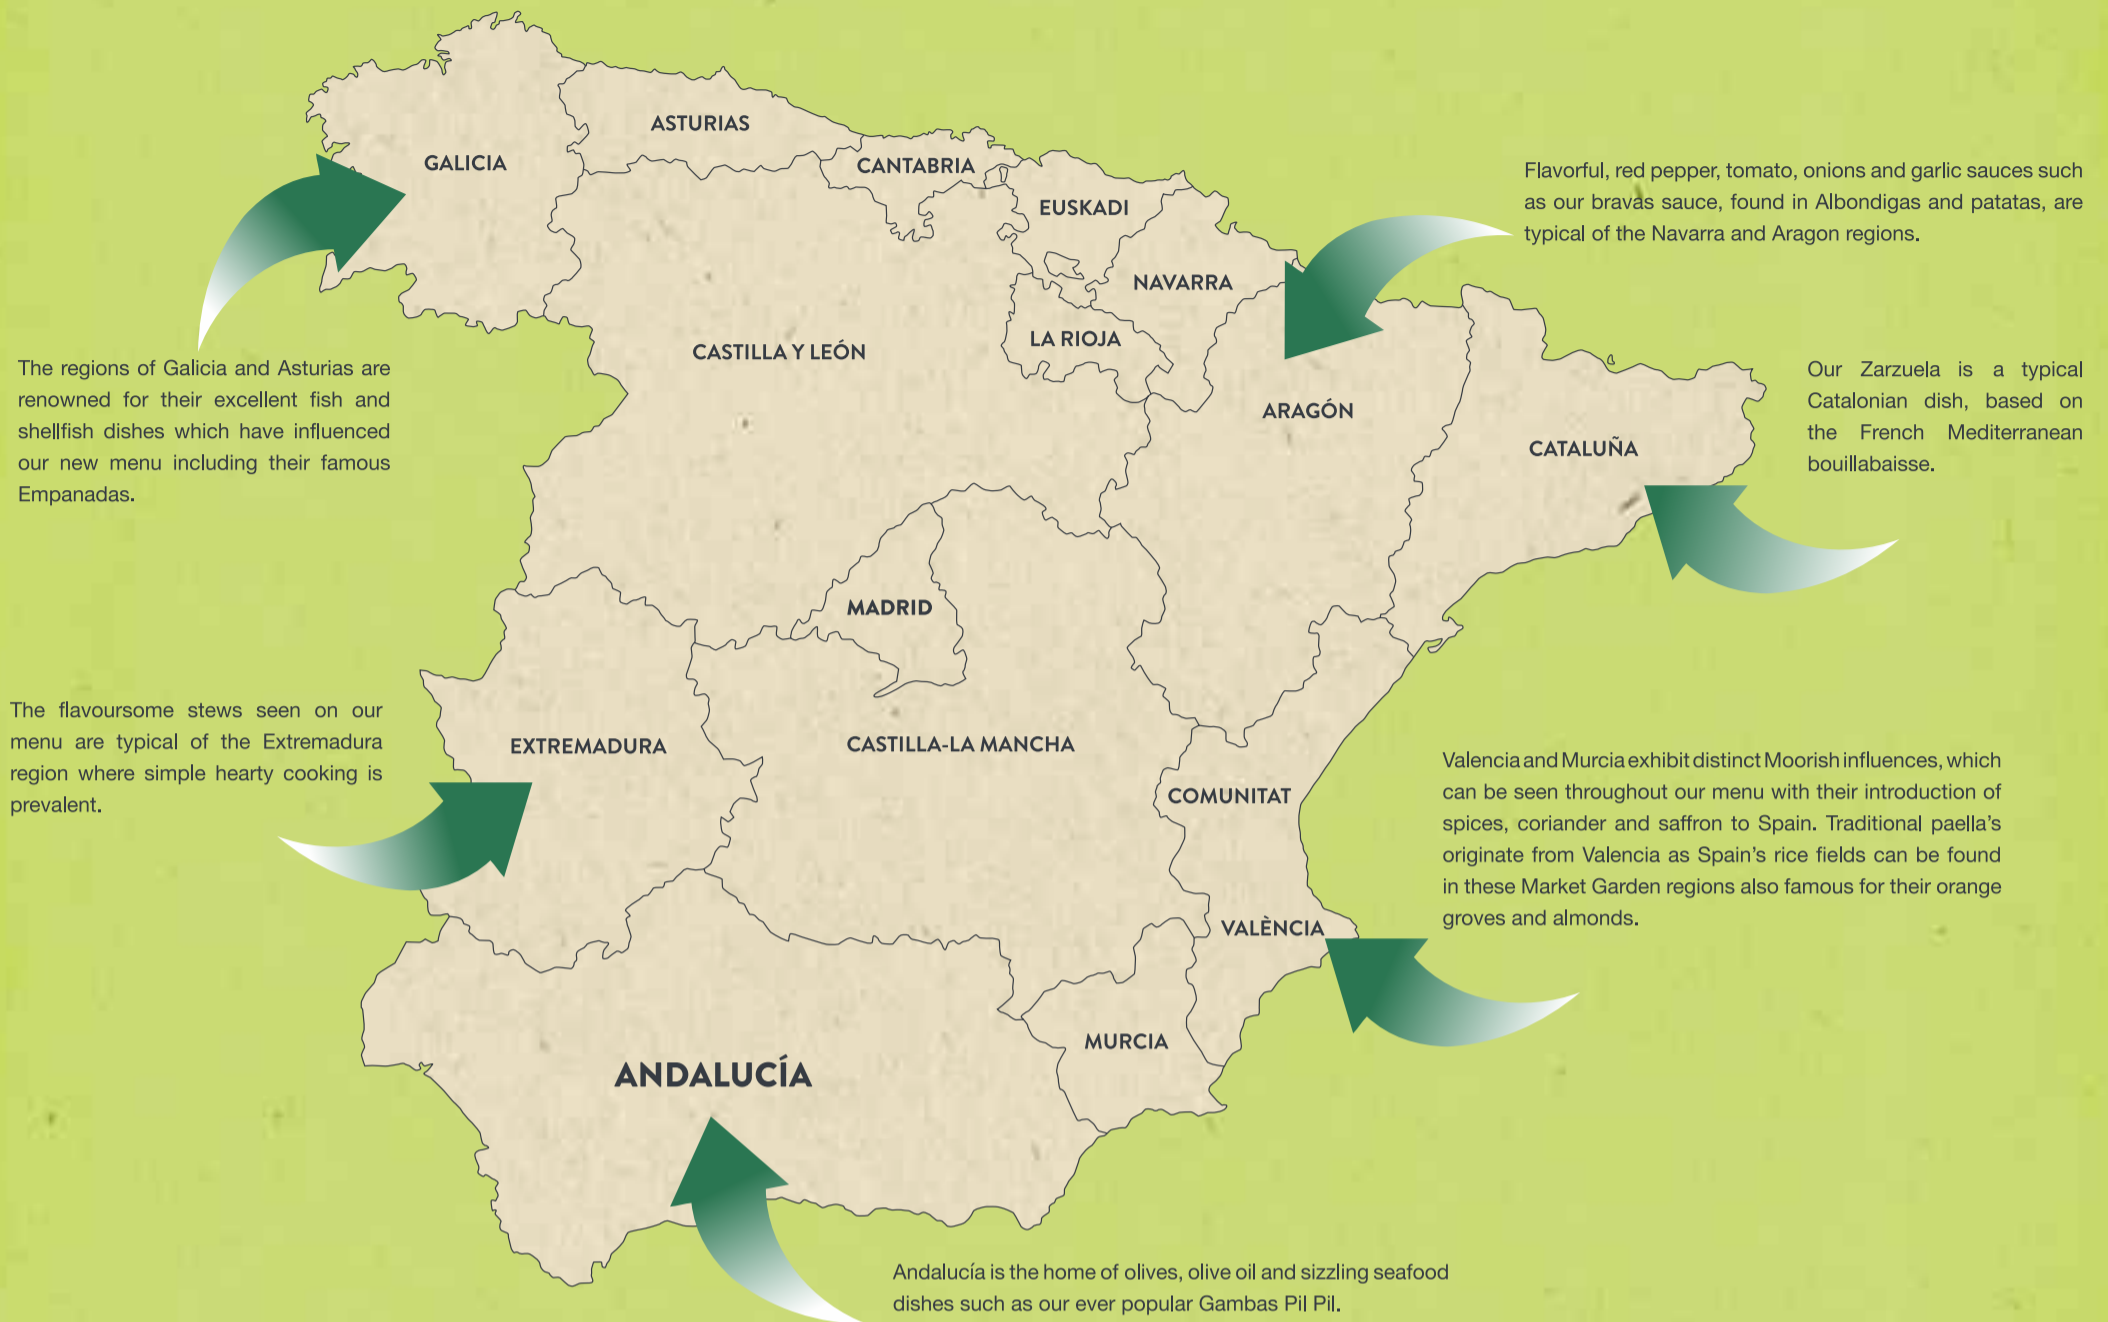 ASTURIAS
GALICIA
CANTABRIA
EUSKADI
NAVARRA
LA RIOJA
CASTILLA Y LEÓN
ARAGÓN
CATALUÑA
MADRID
EXTREMADURA
CASTILLA-LA MANCHA
COMUNITAT
VALÈNCIA
MURCIA
ANDALUCÍA
Flavorful, red pepper, tomato, onions and garlic sauces such
as our bravas sauce, found in Albondigas and patatas, are
typical of the Navarra and Aragon regions.
The regions of Galicia and Asturias are
renowned for their excellent fish and
shellfish dishes which have influenced
our new menu including their famous
Empanadas.
Our Zarzuela is a typical
Catalonian dish, based on
the French Mediterranean
bouillabaisse.
The flavoursome stews seen on our
menu are typical of the Extremadura
region where simple hearty cooking is
prevalent.
Valencia and Murcia exhibit distinct Moorish influences, which
can be seen throughout our menu with their introduction of
spices, coriander and saffron to Spain. Traditional paella's
originate from Valencia as Spain's rice fields can be found
in these Market Garden regions also famous for their orange
groves and almonds.
Andalucía is the home of olives, olive oil and sizzling seafood
dishes such as our ever popular Gambas Pil Pil.